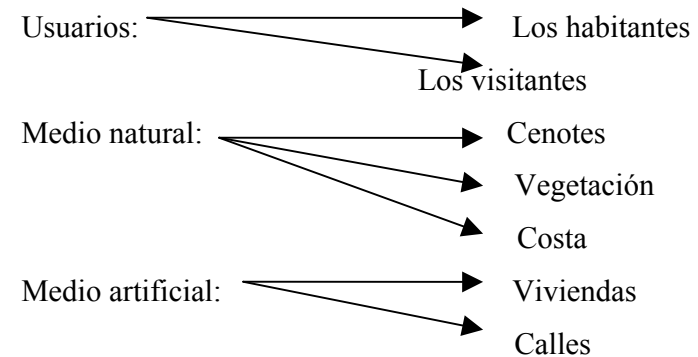 Usuarios: Los habitantes
Los visitantes
Medio natural: Cenotes
Vegetación
Costa
Medio artificial: Viviendas
Calles